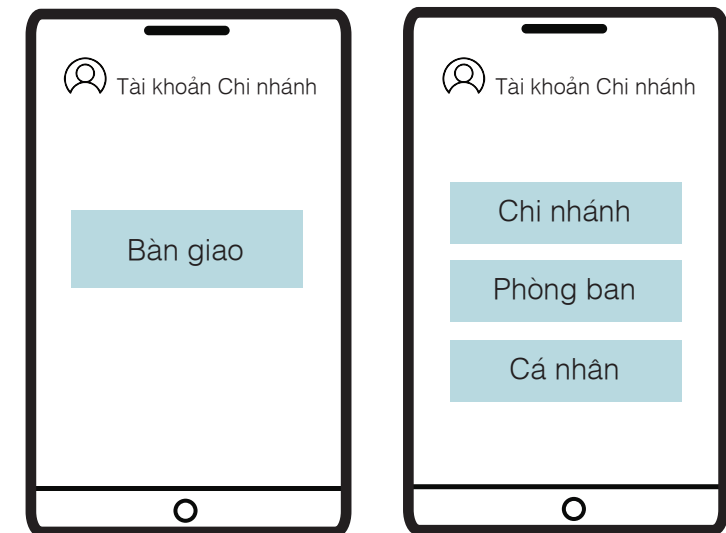 Tài khoản Chi nhánh
Bàn giao
Tài khoản Chi nhánh
Chi nhánh
Phòng ban
Cá nhân